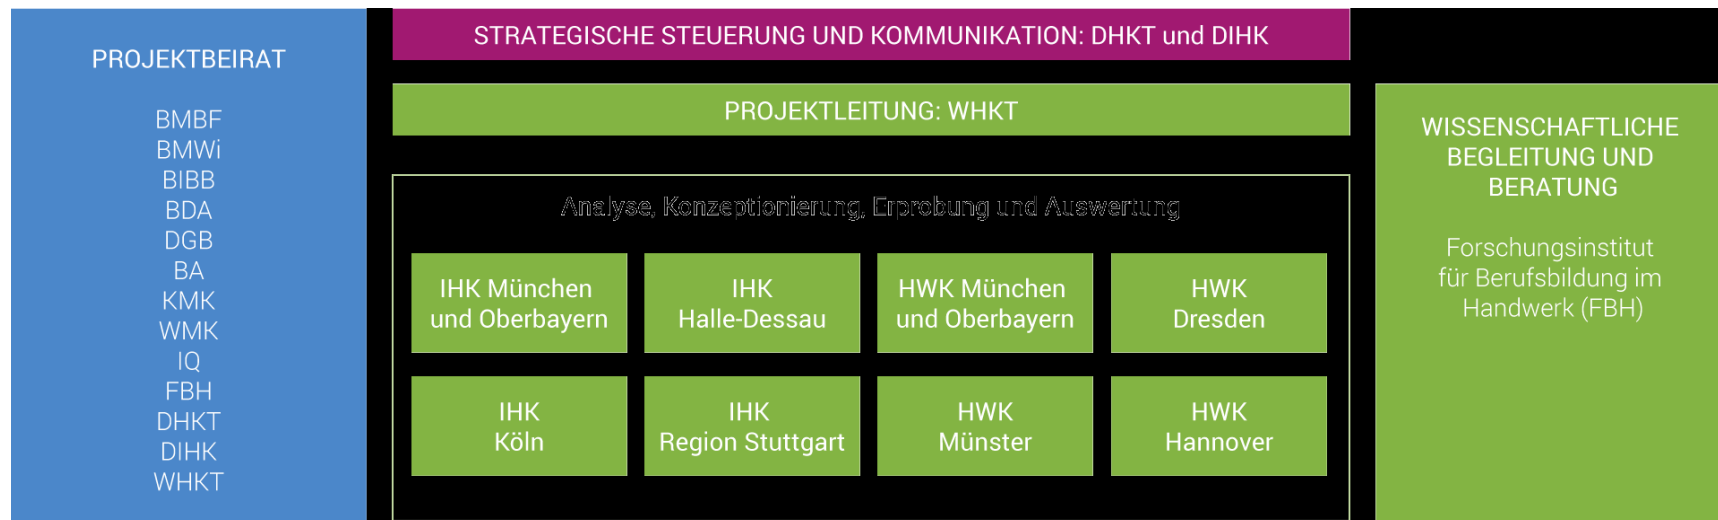 PROJEKTBEIRAT
BMBF
BMWi
BIBB
BDA
DGB
BA
KMK
WMK
IQ
FBH
DHKT
DIHK
WHKT
STRATEGISCHE STEUERUNG UND KOMMUNIKATION: DHKT und DIHK
PROJEKTLEITUNG: WHKT
Analyse, Konzeptionierung, Erprobung und Auswertung
IHK München
und Oberbayern
IHK
Halle-Dessau
HWK München
und Oberbayern
HWK
Dresden
IHK
Köln
IHK
Region Stuttgart
HWK
Münster
HWK
Hannover
WISSENSCHAFTLICHE
BEGLEITUNG UND
BERATUNG
Forschungsinstitut
für Berufsbildung im
Handwerk (FBH)